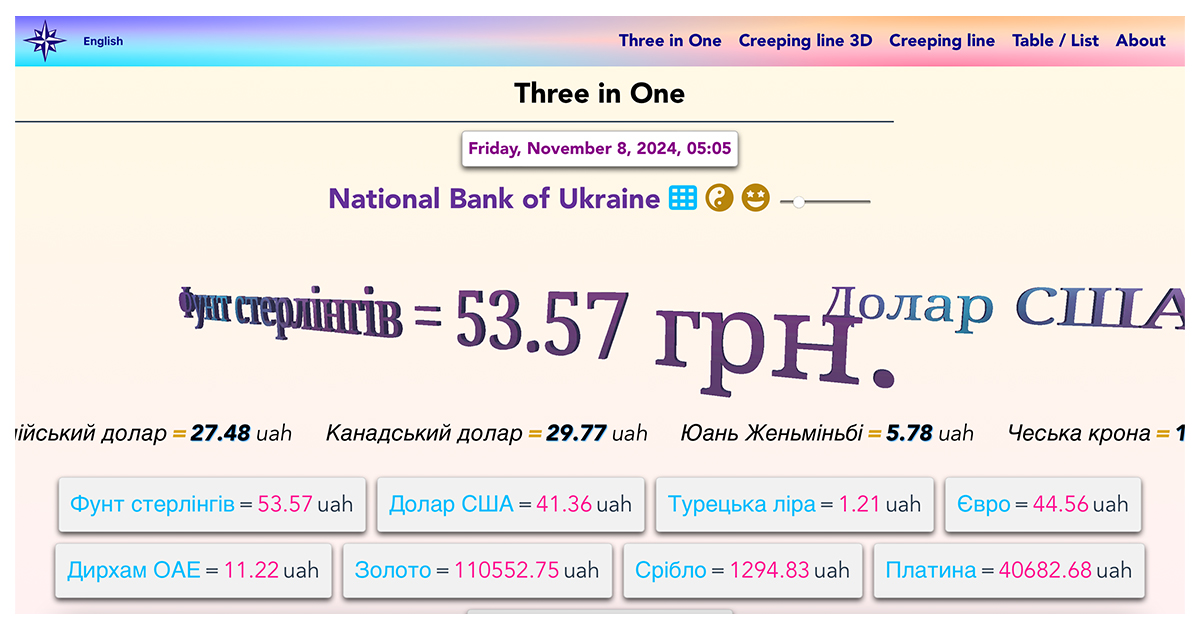 English
Three in One Creeping line 3D Creeping line Table / List About
Three in One
Friday, November 8, 2024, 05:05
National Bank of Ukraine
Фунт стерлінгів = 53.57 грн.
Долар США
долар = 27.48 uah Канадський долар = 29.77 uah Юань Женьміньбі = 5.78 uah Чеська крона = 1
Фунт стерлінгів = 53.57 uah
Долар США = 41.36 uah
Турецька ліра = 1.21 uah
Євро = 44.56 uah
Дирхам ОАЕ = 11.22 uah
Золото = 110552.75 uah
Срібло = 1294.83 uah
Платина = 40682.68 uah